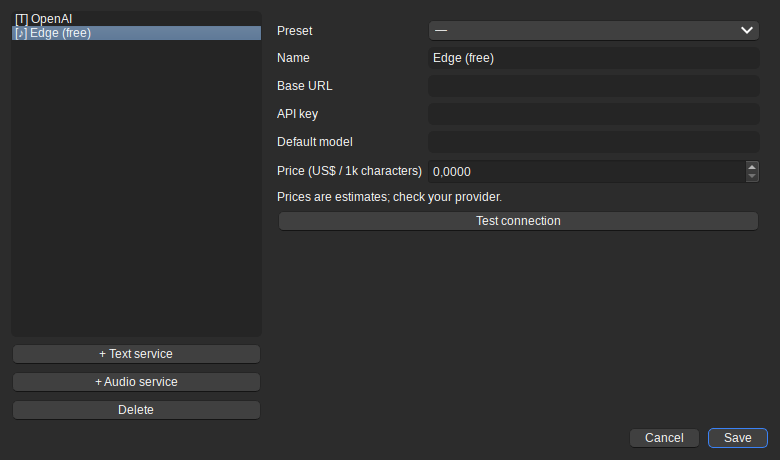 [T] OpenAI
[♪] Edge (free)
+ Text service
+ Audio service
Delete
Preset —
Name Edge (free)
Base URL
API key
Default model
Price (US$ / 1k characters) 0,0000
Prices are estimates; check your provider.
Test connection
Cancel Save